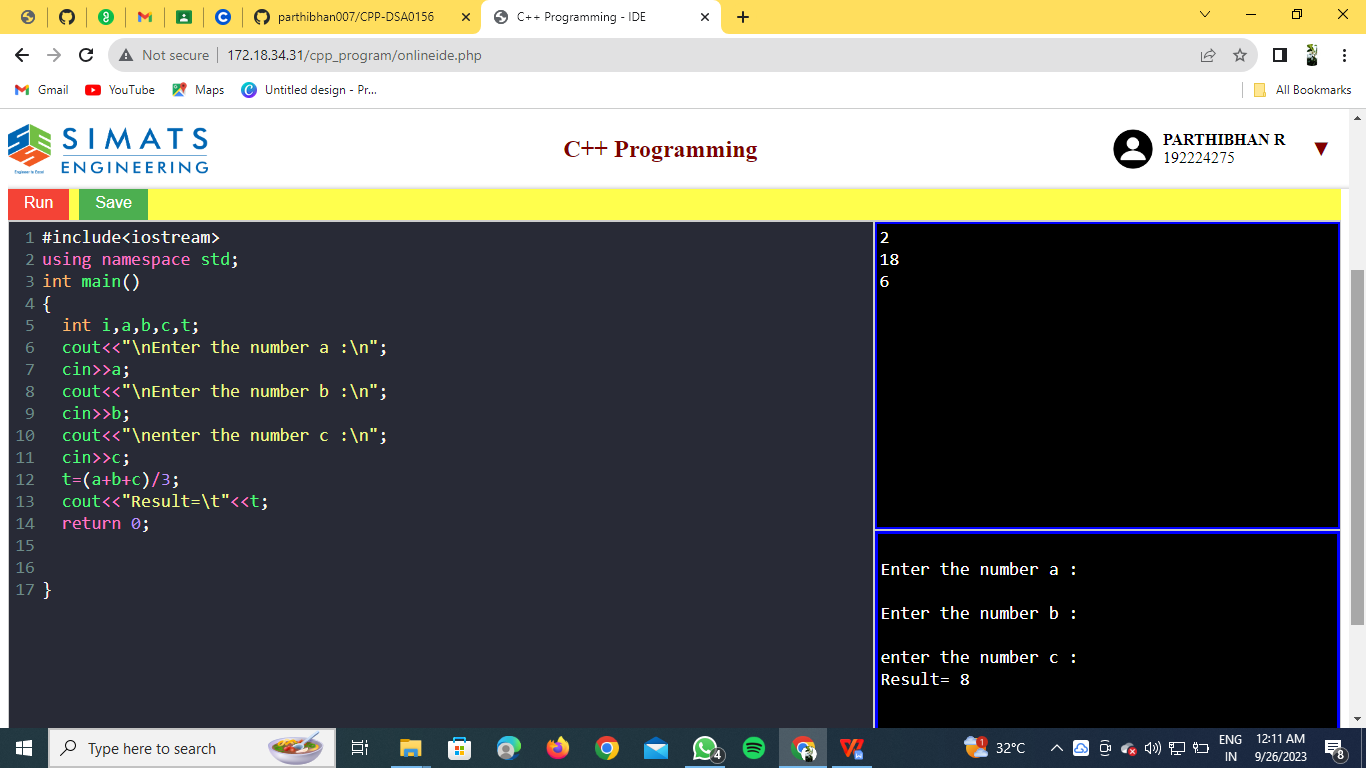 parthibhan007/CPP-DSA0156
C++ Programming - IDE
Not secure
172.18.34.31/cpp_program/onlineide.php
Gmail
YouTube
Maps
Untitled design - Pr...
All Bookmarks
SIMATS
ENGINEERING
C++ Programming
PARTHIBHAN R
192224275
Run
Save
1 #include<iostream>
2 using namespace std;
3 int main()
4 {
5 int i,a,b,c,t;
6 cout<<"\nEnter the number a :\n";
7 cin>>a;
8 cout<<"\nEnter the number b :\n";
9 cin>>b;
10 cout<<"\nenter the number c :\n";
11 cin>>c;
12 t=(a+b+c)/3;
13 cout<<"Result=\t"<<t;
14 return 0;
15
16
17 }
2
18
6
Enter the number a :
Enter the number b :
enter the number c :
Result= 8
Type here to search
4
1
32°C
ENG
IN
12:11 AM
9/26/2023
8